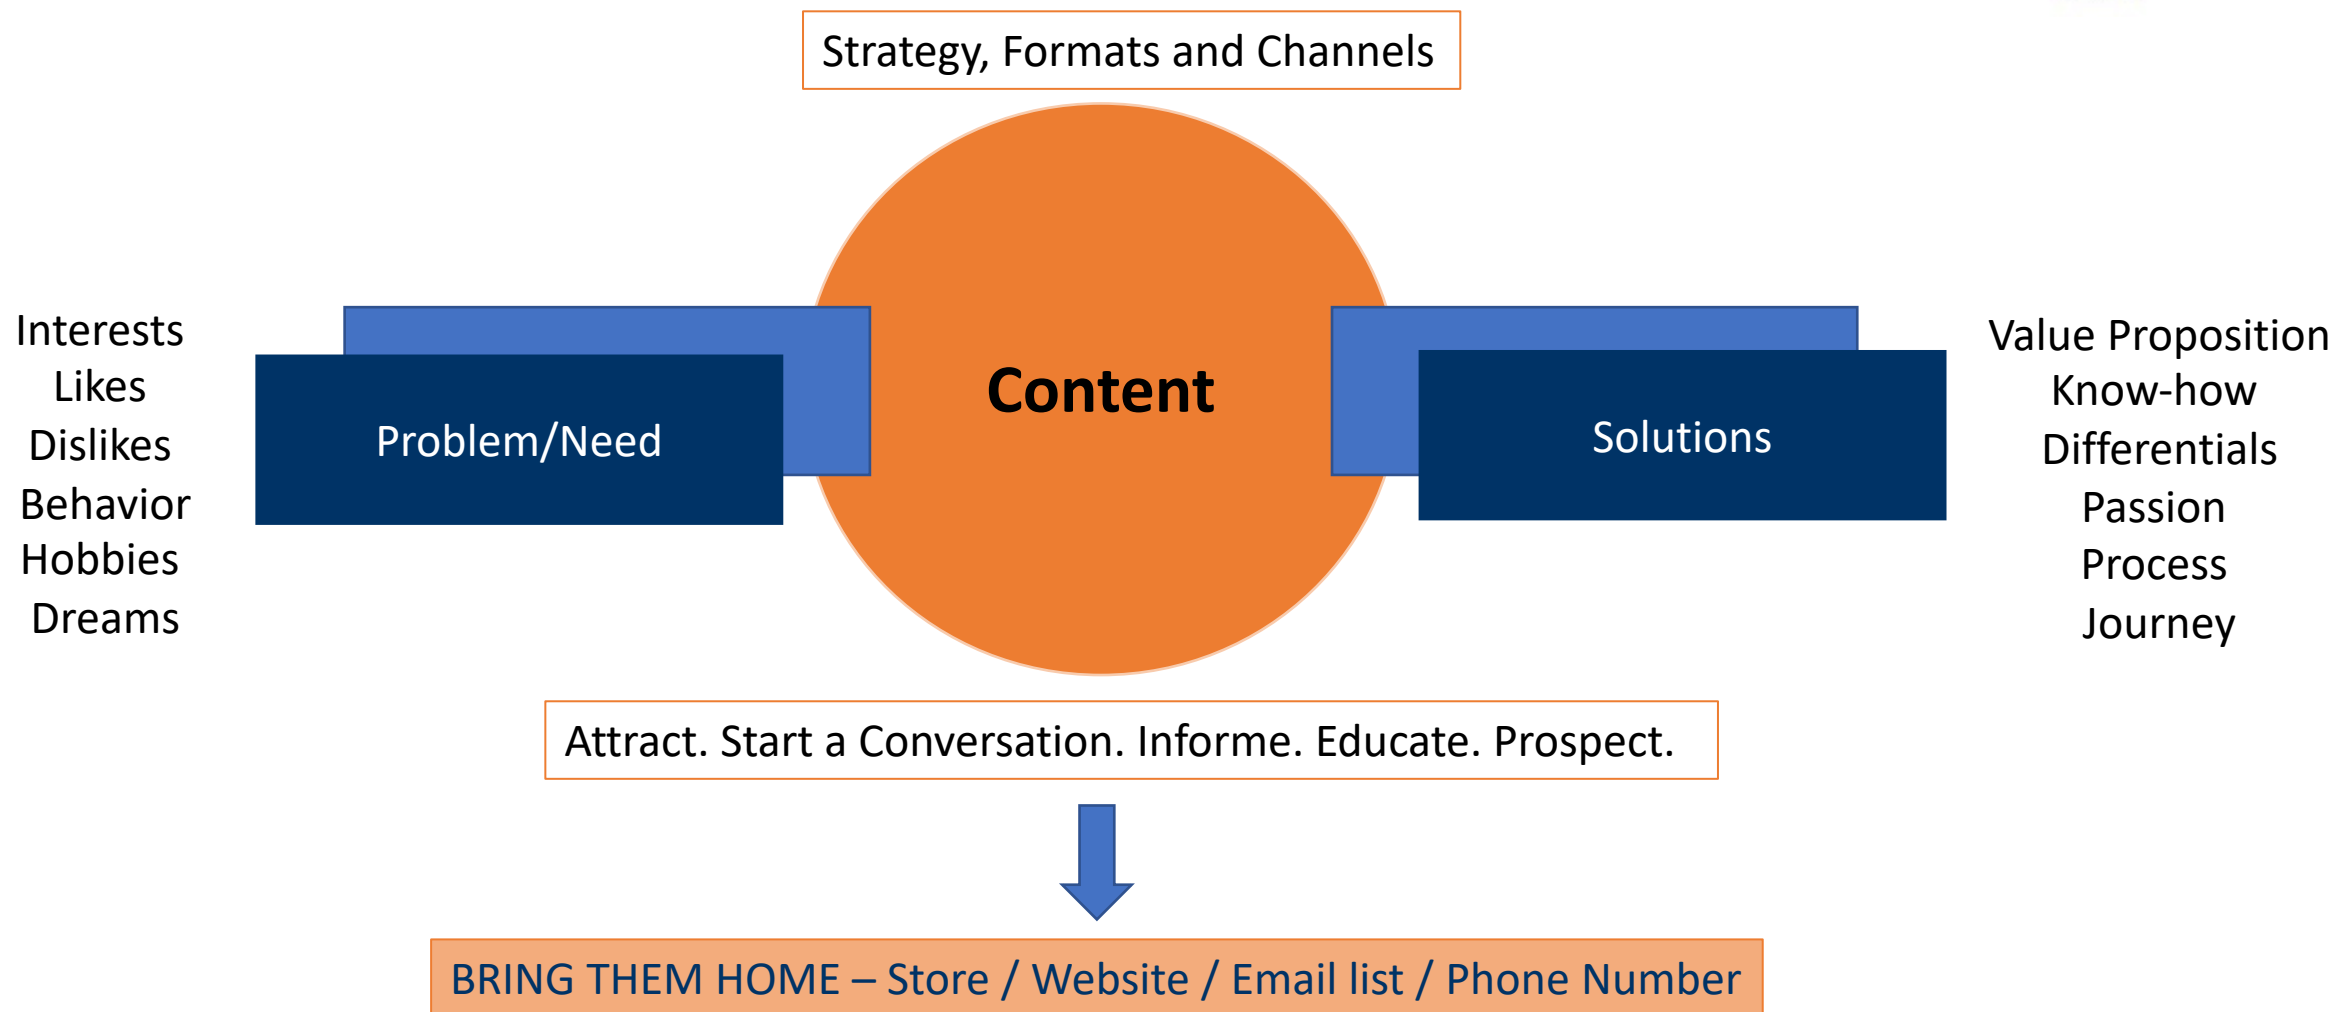 Strategy, Formats and Channels
Interests
Likes
Dislikes
Behavior
Hobbies
Dreams
Problem/Need
Content
Solutions
Value Proposition
Know-how
Differentials
Passion
Process
Journey
Attract. Start a Conversation. Informe. Educate. Prospect.
BRING THEM HOME – Store / Website / Email list / Phone Number